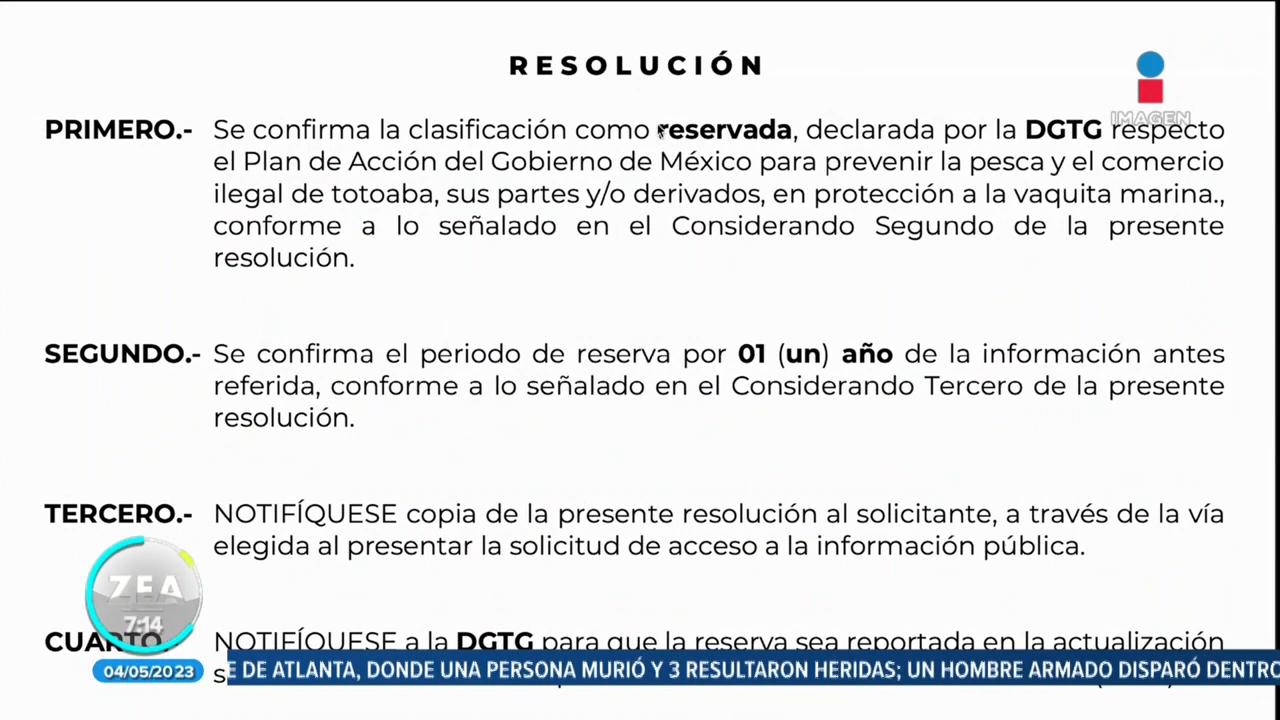 RESOLUCIÓN
IMAGEN
PRIMERO.- Se confirma la clasificación como reservada, declarada por la DGTG respecto
el Plan de Acción del Gobierno de México para prevenir la pesca y el comercio
ilegal de totoaba, sus partes y/o derivados, en protección a la vaquita marina.,
conforme a lo señalado en el Considerando Segundo de la presente
resolución.
SEGUNDO.- Se confirma el periodo de reserva por 01 (un) año de la información antes
referida, conforme a lo señalado en el Considerando Tercero de la presente
resolución.
TERCERO.- NOTIFÍQUESE copia de la presente resolución al solicitante, a través de la vía
elegida al presentar la solicitud de acceso a la información pública.
ZEA
7:14
CUARTO.- NOTIFÍQUESE a la DGTG para que la reserva sea reportada en la actualización
04/05/2023 E DE ATLANTA, DONDE UNA PERSONA MURIÓ Y 3 RESULTARON HERIDAS; UN HOMBRE ARMADO DISPARÓ DENTRO